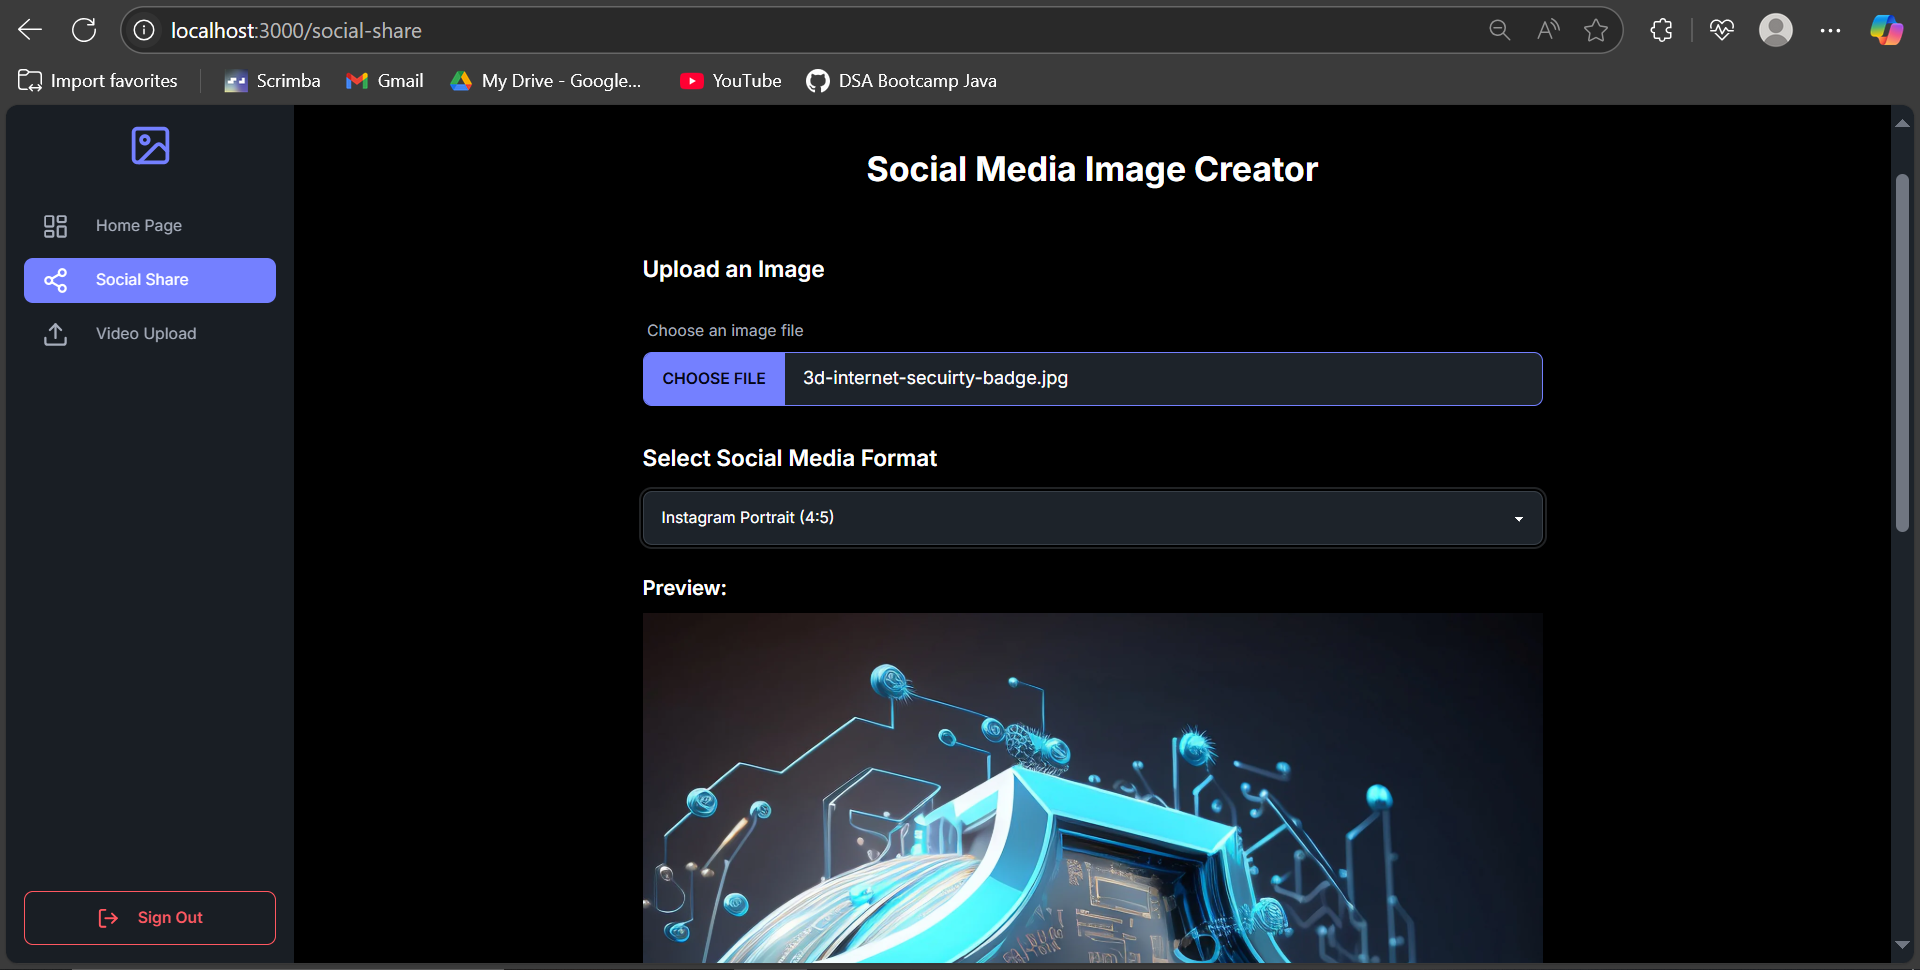 localhost:3000/social-share
Import favorites
Scrimba
Gmail
My Drive - Google...
YouTube
DSA Bootcamp Java
Home Page
Social Share
Video Upload
Sign Out
Social Media Image Creator
Upload an Image
Choose an image file
CHOOSE FILE 3d-internet-secuirty-badge.jpg
Select Social Media Format
Instagram Portrait (4:5)
Preview: